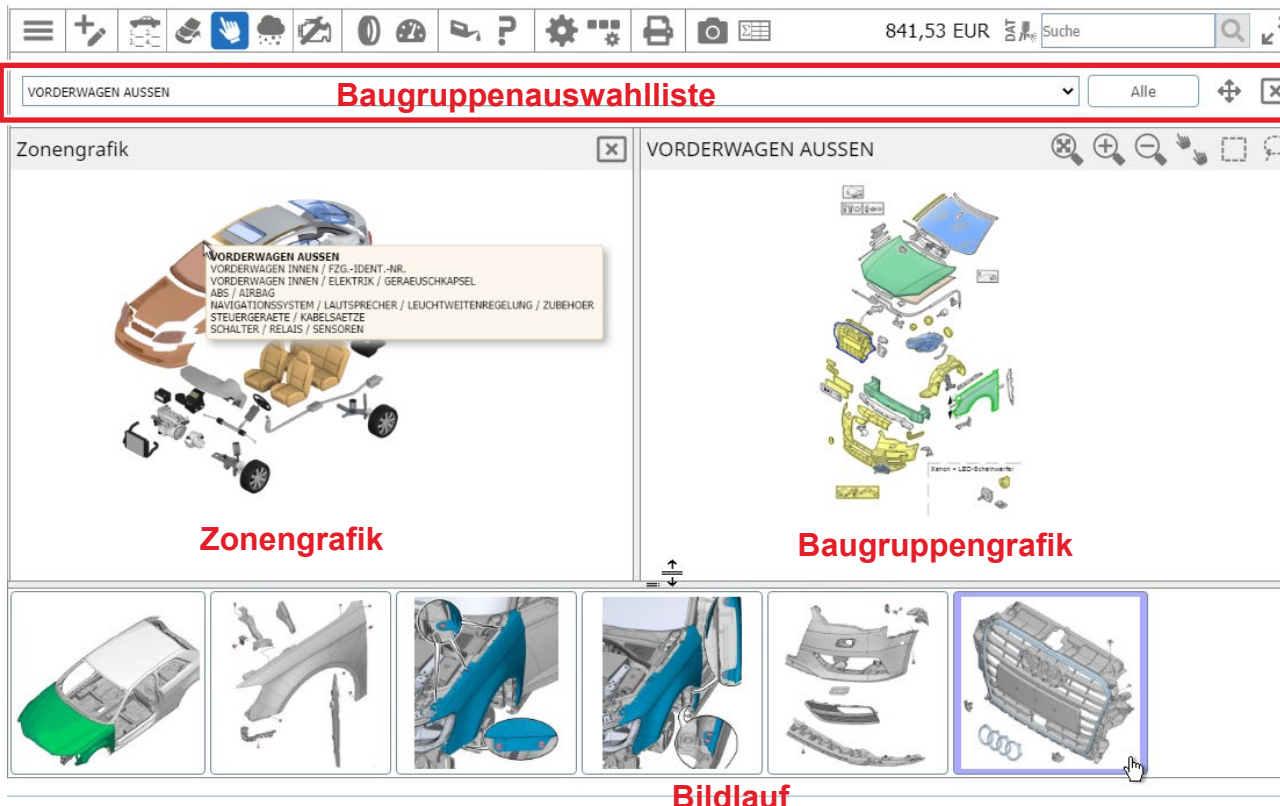 841,53 EUR DAT Suche
VORDERWAGEN AUSSEN Baugruppenauswahlliste Alle
Zonengrafik
VORDERWAGEN AUSSEN
VORDERWAGEN AUSSEN
VORDERWAGEN INNEN / FZG.-IDENT.-NR.
VORDERWAGEN INNEN / ELEKTRIK / GERAEUSCHKAPSEL
ABS / AIRBAG
NAVIGATIONSSYSTEM / LAUTSPRECHER / LEUCHTWEITENREGELUNG / ZUBEHOER
STEUERGERAETE / KABELSAETZE
SCHALTER / RELAIS / SENSOREN
Xenon + LED-Scheinwerfer
Zonengrafik
Baugruppengrafik
Bildlauf